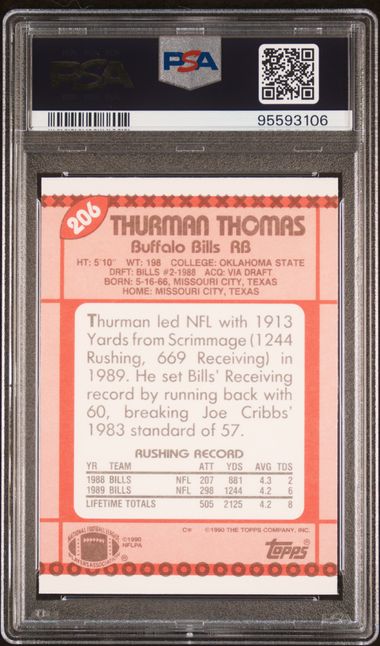 PSA
PSA
95593106
206
THURMAN THOMAS
Buffalo Bills RB
HT: 5'10" WT: 198 COLLEGE: OKLAHOMA STATE
DRFT: BILLS #2-1988 ACQ: VIA DRAFT
BORN: 5-16-66, MISSOURI CITY, TEXAS
HOME: MISSOURI CITY, TEXAS
Thurman led NFL with 1913
Yards from Scrimmage (1244
Rushing, 669 Receiving) in
1989. He set Bills' Receiving
record by running back with
60, breaking Joe Cribbs'
1983 standard of 57.
RUSHING RECORD
YR TEAM ATT YDS AVG TDS
1988 BILLS NFL 207 881 4.3 2
1989 BILLS NFL 298 1244 4.2 6
LIFETIME TOTALS 505 2125 4.2 8
C* ©1990 THE TOPPS COMPANY, INC.
©1990
NFLPA
Topps